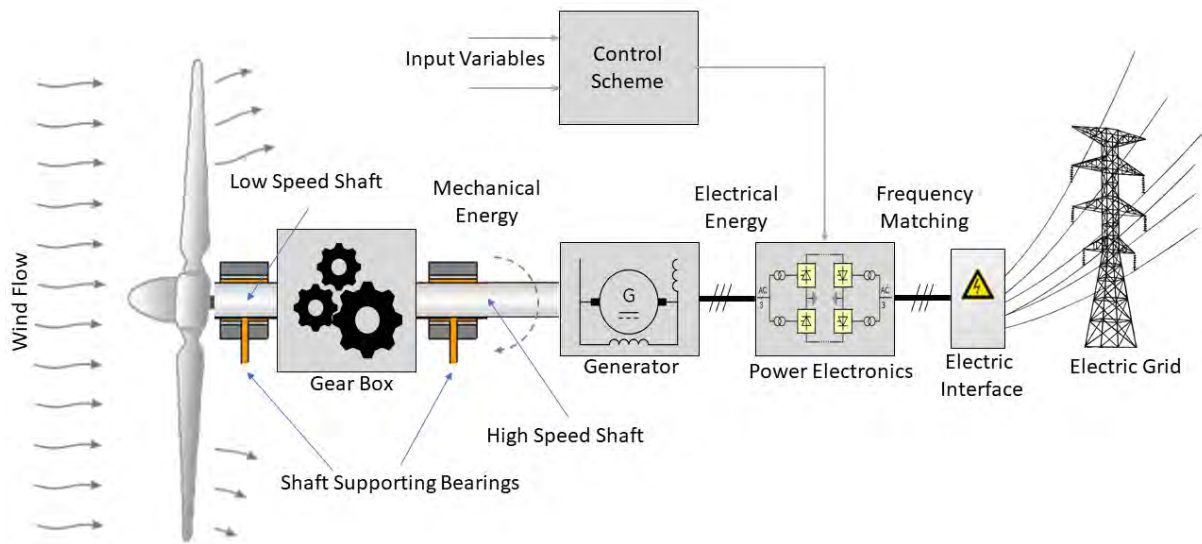 Input Variables
Control
Scheme
Wind Flow
Low Speed Shaft
Mechanical
Energy
Electrical
Energy
Frequency
Matching
G
AC
3
AC
3
Gear Box
Generator
Power Electronics
Electric
Interface
Electric Grid
High Speed Shaft
Shaft Supporting Bearings